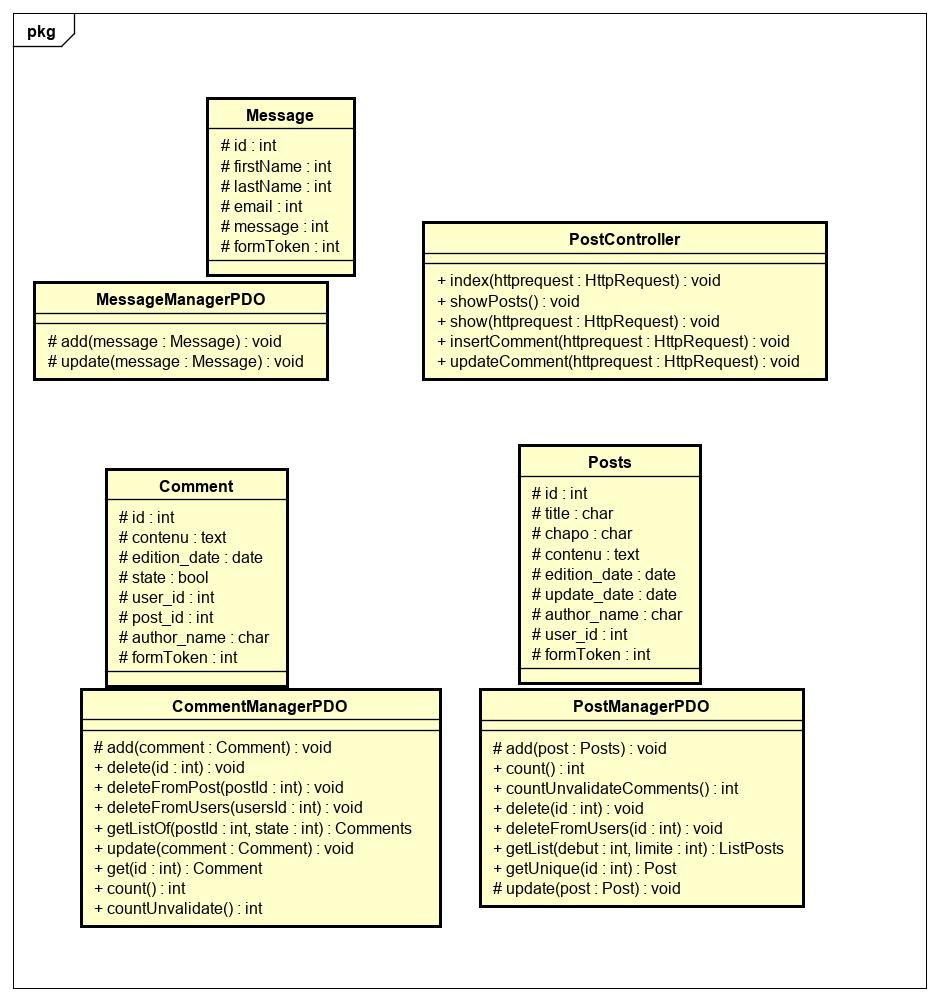 pkg
Message
# id : int
# firstName : int
# lastName : int
# email : int
# message : int
# formToken : int
MessageManagerPDO
# add(message : Message) : void
# update(message : Message) : void
PostController
+ index(httprequest : HttpRequest) : void
+ showPosts() : void
+ show(httprequest : HttpRequest) : void
+ insertComment(httprequest : HttpRequest) : void
+ updateComment(httprequest : HttpRequest) : void
Comment
# id : int
# contenu : text
# edition_date : date
# state : bool
# user_id : int
# post_id : int
# author_name : char
# formToken : int
CommentManagerPDO
# add(comment : Comment) : void
+ delete(id : int) : void
+ deleteFromPost(postId : int) : void
+ deleteFromUsers(usersId : int) : void
+ getListOf(postId : int, state : int) : Comments
+ update(comment : Comment) : void
+ get(id : int) : Comment
+ count() : int
+ countUnvalidate() : int
Posts
# id : int
# title : char
# chapo : char
# contenu : text
# edition_date : date
# update_date : date
# author_name : char
# user_id : int
# formToken : int
PostManagerPDO
# add(post : Posts) : void
+ count() : int
+ countUnvalidateComments() : int
+ delete(id : int) : void
+ deleteFromUsers(id : int) : void
+ getList(debut : int, limite : int) : ListPosts
+ getUnique(id : int) : Post
# update(post : Post) : void